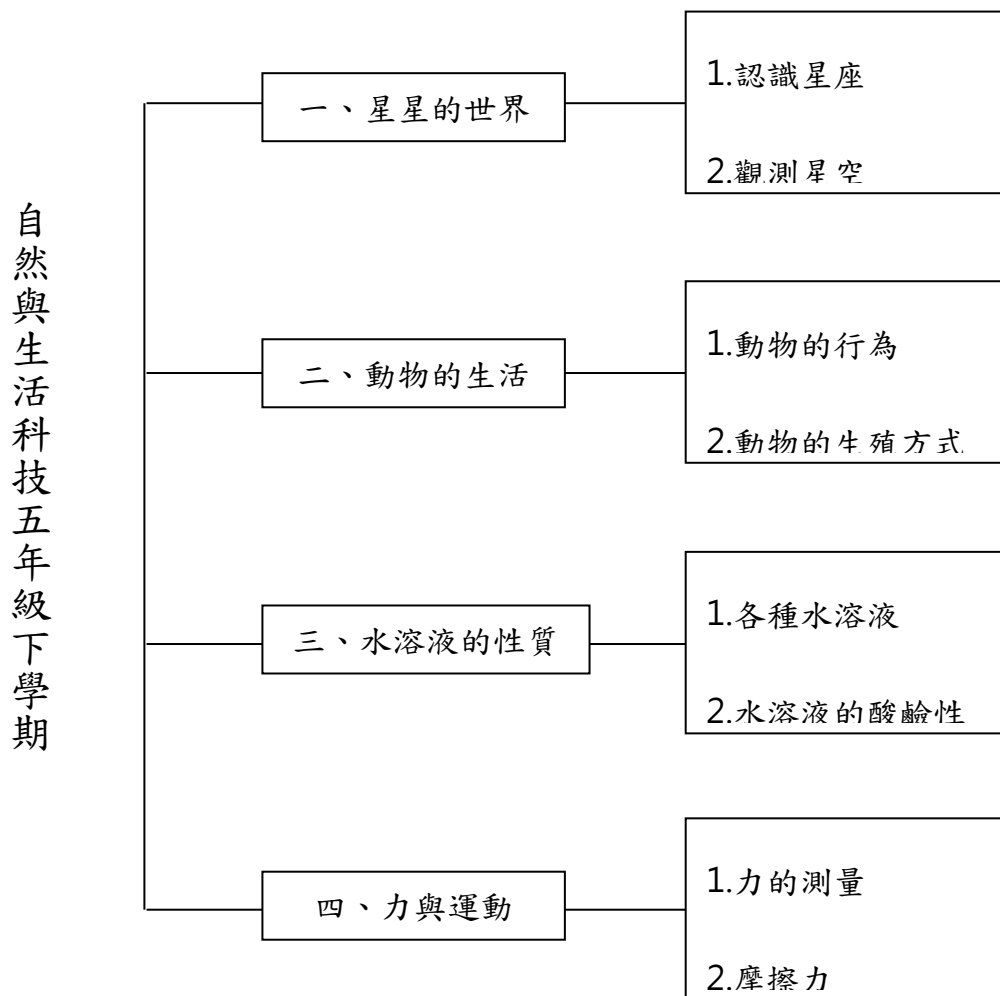 自然與生活科技五年級下學期
一、星星的世界
1.認識星座
2.觀測星空
二、動物的生活
1.動物的行為
2.動物的生殖方式
三、水溶液的性質
1.各種水溶液
2.水溶液的酸鹼性
四、力與運動
1.力的測量
2.摩擦力